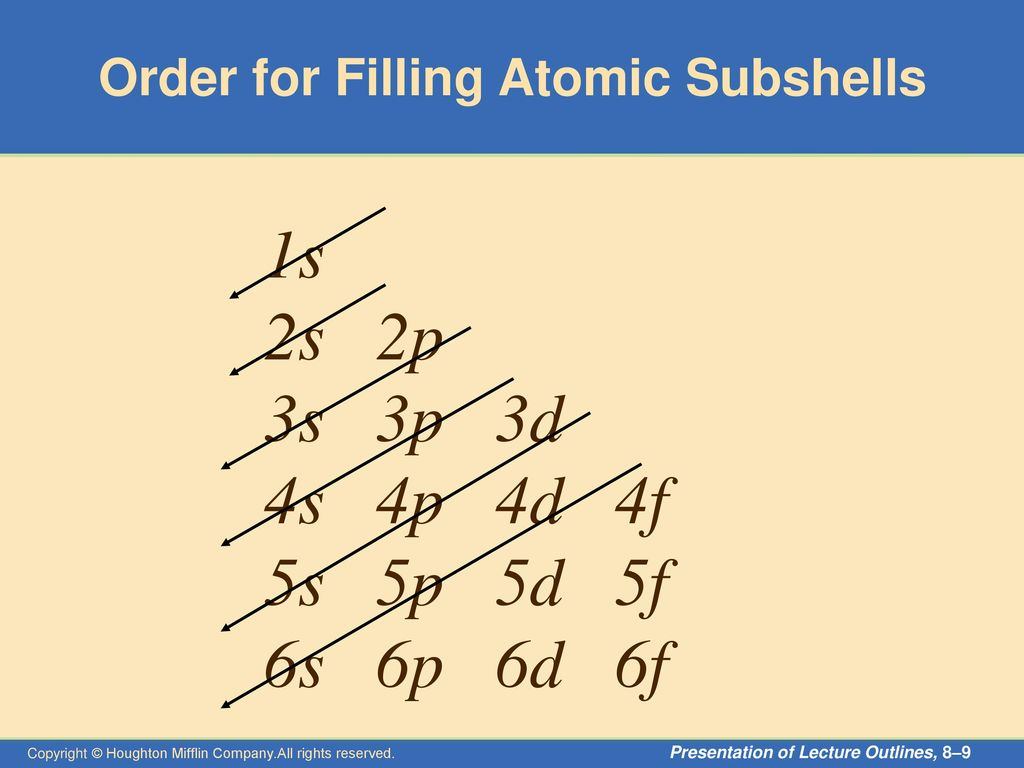 Order for Filling Atomic Subshells
1s
2s 2p
3s 3p 3d
4s 4p 4d 4f
5s 5p 5d 5f
6s 6p 6d 6f
Copyright © Houghton Mifflin Company.All rights reserved.
Presentation of Lecture Outlines, 8–9